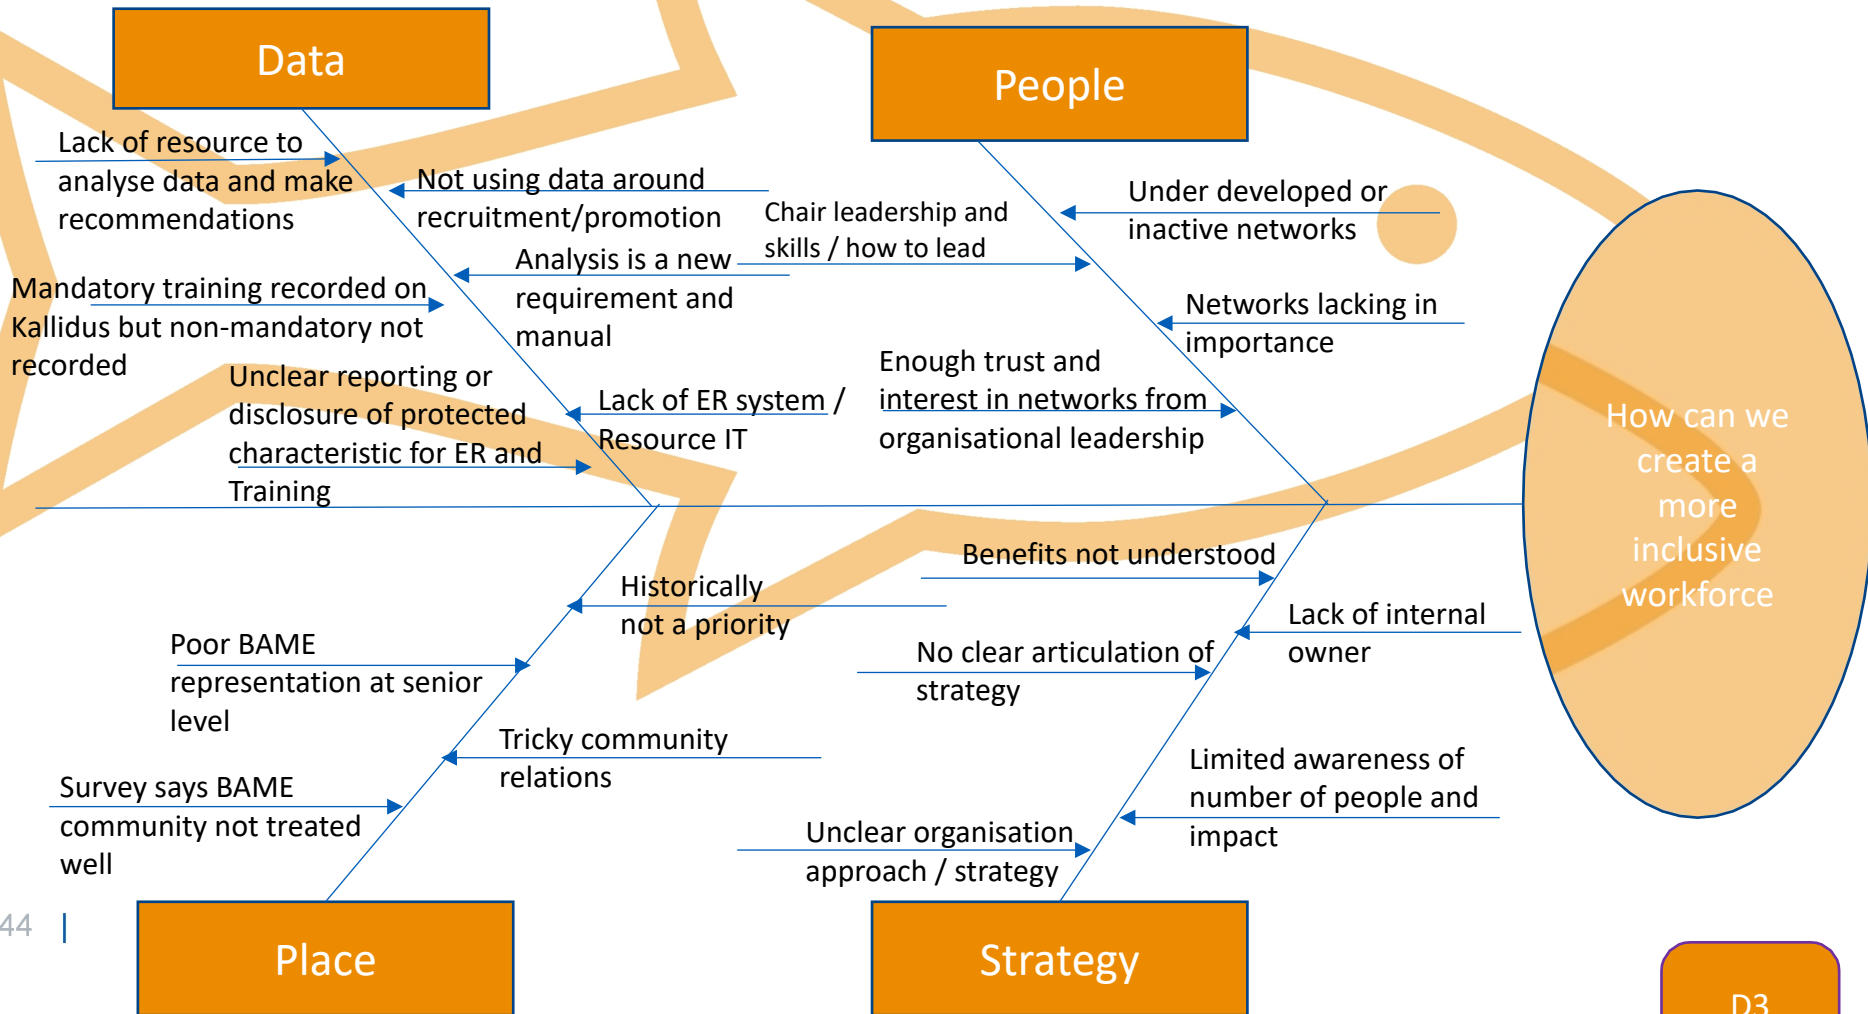 Data
People
Lack of resource to
analyse data and make
recommendations
Not using data around
recruitment/promotion
Chair leadership and
skills / how to lead
Under developed or
inactive networks
Analysis is a new
requirement and
manual
Mandatory training recorded on
Kallidus but non-mandatory not
recorded
Networks lacking in
importance
Enough trust and
interest in networks from
organisational leadership
Unclear reporting or
disclosure of protected
characteristic for ER and
Training
Lack of ER system /
Resource IT
How can we
create a
more
inclusive
workforce
Benefits not understood
Historically
not a priority
Lack of internal
owner
Poor BAME
representation at senior
level
No clear articulation of
strategy
Tricky community
relations
Limited awareness of
number of people and
impact
Survey says BAME
community not treated
well
Unclear organisation
approach / strategy
44 |
Place
Strategy
D3